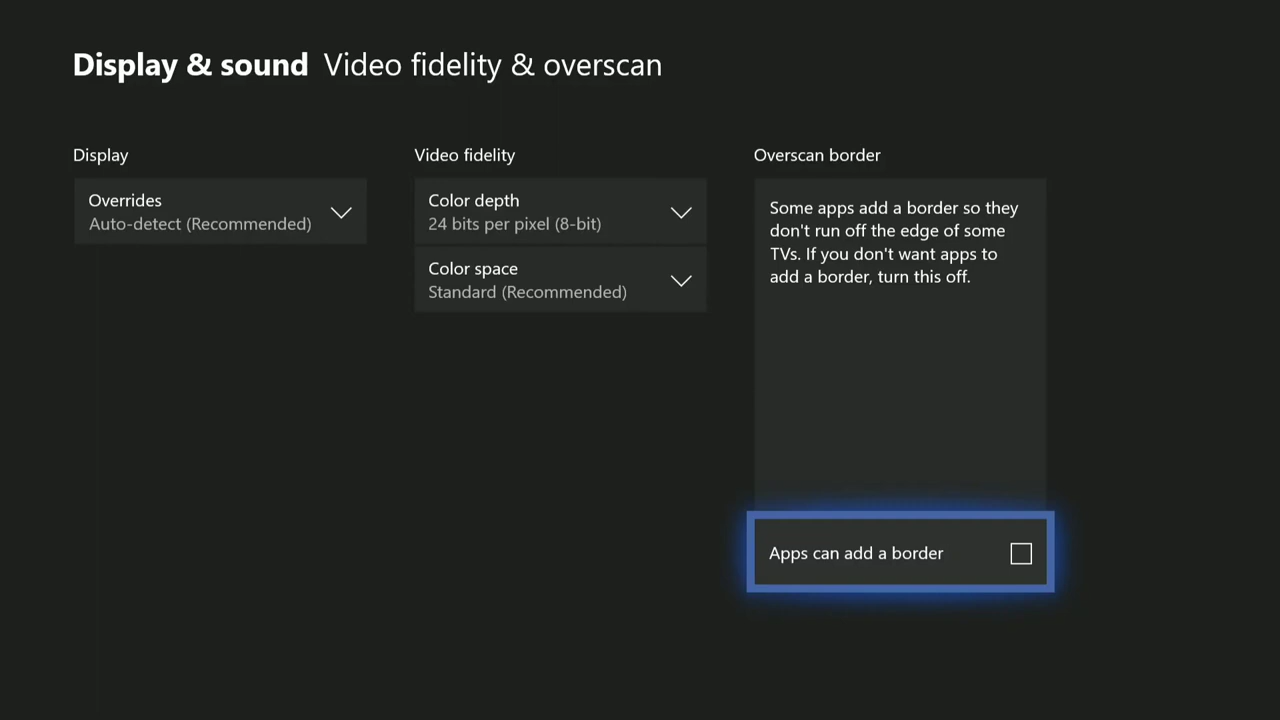 Display & sound Video fidelity & overscan
Display
Overrides
Auto-detect (Recommended)
Video fidelity
Color depth
24 bits per pixel (8-bit)
Color space
Standard (Recommended)
Overscan border
Some apps add a border so they
don't run off the edge of some
TVs. If you don't want apps to
add a border, turn this off.
Apps can add a border